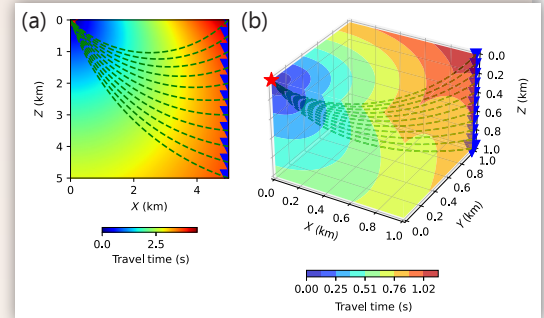 (a)
0
1
2
3
4
5
Z (km)
0 2 4
X (km)
0.0 2.5
Travel time (s)
(b)
0.0
0.2
0.4
0.6
0.8
1.0
Z (km)
0.0 0.2 0.4 0.6 0.8 1.0
X (km)
0.0 0.2 0.4 0.6 0.8 1.0
Y (km)
0.00 0.25 0.51 0.76 1.02
Travel time (s)